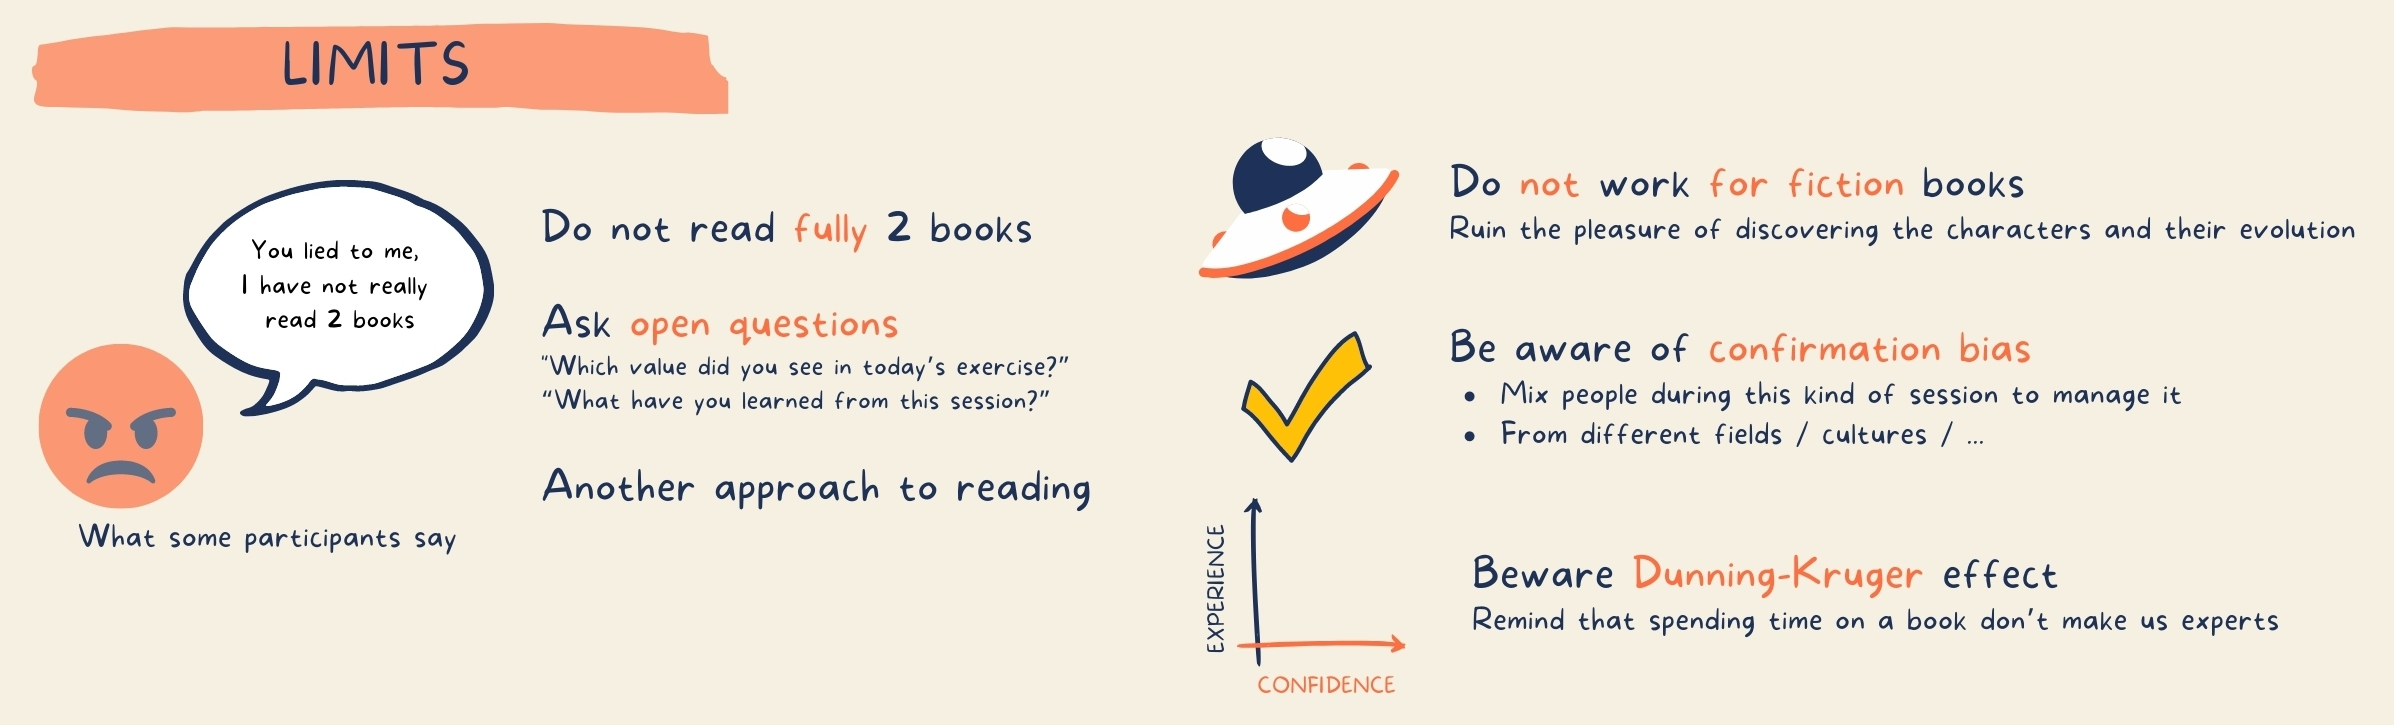 LIMITS
You lied to me,
I have not really
read 2 books
What some participants say
Do not read fully 2 books
Ask open questions
“Which value did you see in today’s exercise?”
“What have you learned from this session?”
Another approach to reading
Do not work for fiction books
Ruin the pleasure of discovering the characters and their evolution
Be aware of confirmation bias
• Mix people during this kind of session to manage it
• From different fields / cultures / ...
EXPERIENCE
CONFIDENCE
Beware Dunning-Kruger effect
Remind that spending time on a book don’t make us experts